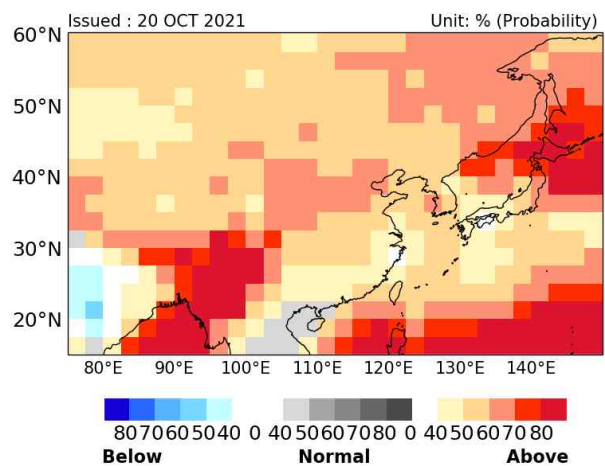 Issued : 20 OCT 2021 Unit: % (Probability)
60°N
50°N
40°N
30°N
20°N
80°E 90°E 100°E 110°E 120°E 130°E 140°E
80 70 60 50 40 0 40 50 60 70 80 0 40 50 60 70 80
Below Normal Above